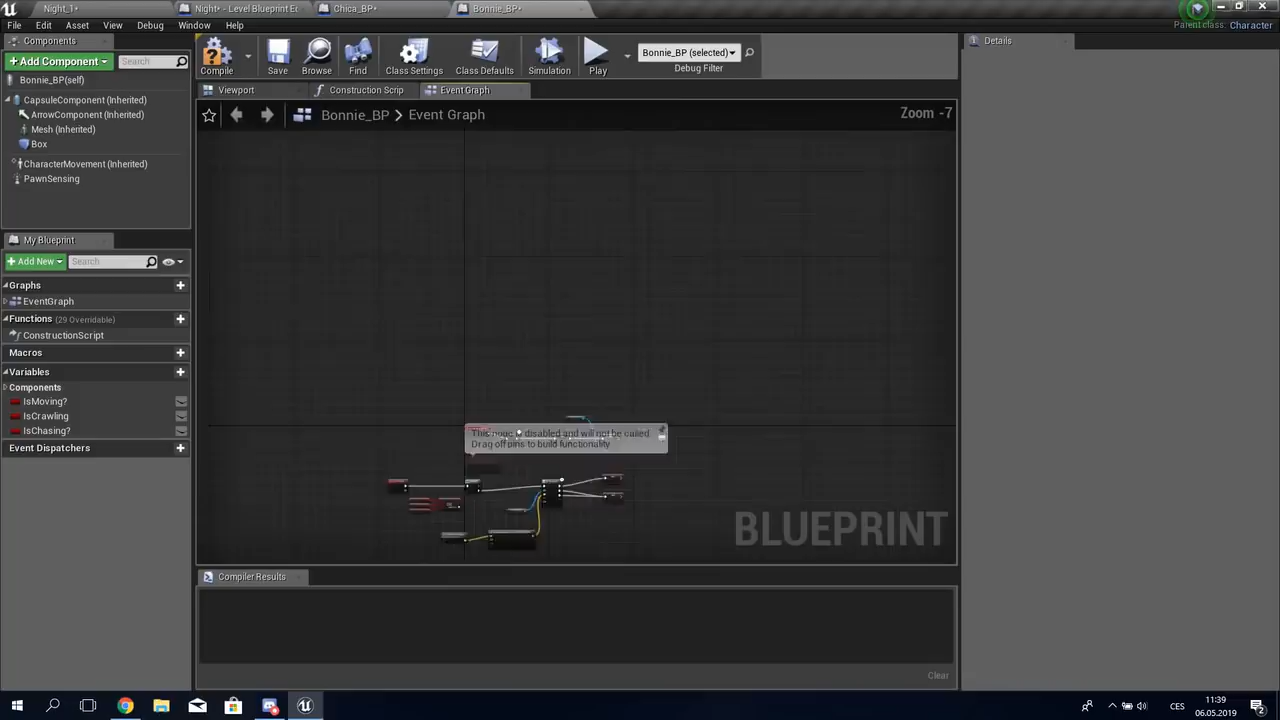 Night_1*
Night* - Level Blueprint Ec
Chica_BP*
Bonnie_BP*
File
Edit
Asset
View
Debug
Window
Help
Parent class: Character
Components
Add Component
Search
Bonnie_BP(self)
CapsuleComponent (Inherited)
ArrowComponent (Inherited)
Mesh (Inherited)
Box
CharacterMovement (Inherited)
PawnSensing
Compile
Save
Browse
Find
Class Settings
Class Defaults
Simulation
Play
Bonnie_BP (selected)
Debug Filter
Details
Viewport
Construction Scrip
Event Graph
Bonnie_BP > Event Graph
Zoom -7
My Blueprint
Add New
Search
Graphs
EventGraph
Functions (29 Overridable)
ConstructionScript
Macros
Variables
Components
IsMoving?
IsCrawling
IsChasing?
Event Dispatchers
This node is disabled and will not be called.
Drag off pins to build functionality
BLUEPRINT
Compiler Results
Clear
CES
11:39
06.05.2019
2